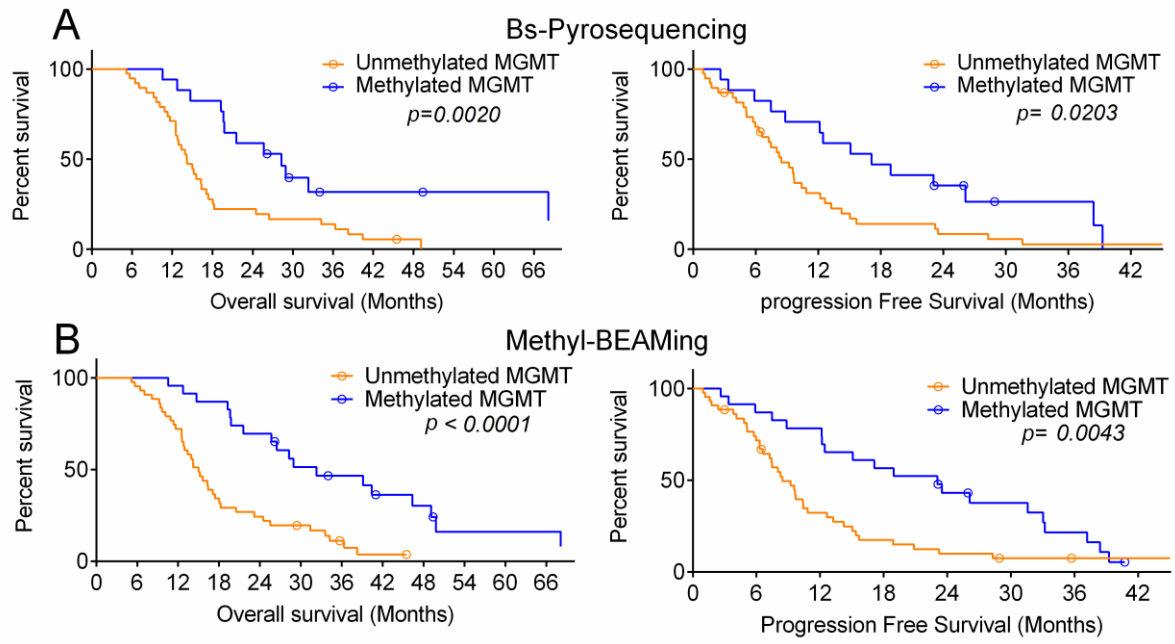 A
Bs-Pyrosequencing
Unmethylated MGMT
Methylated MGMT
p=0.0020
Percent survival
100
50
0
0 6 12 18 24 30 36 42 48 54 60 66
Overall survival (Months)
Unmethylated MGMT
Methylated MGMT
p= 0.0203
Percent survival
100
50
0
0 6 12 18 24 30 36 42
progression Free Survival (Months)
B
Methyl-BEAMing
Unmethylated MGMT
Methylated MGMT
p < 0.0001
Percent survival
100
50
0
0 6 12 18 24 30 36 42 48 54 60 66
Overall survival (Months)
Unmethylated MGMT
Methylated MGMT
p= 0.0043
Percent survival
100
50
0
0 6 12 18 24 30 36 42
Progression Free Survival (Months)